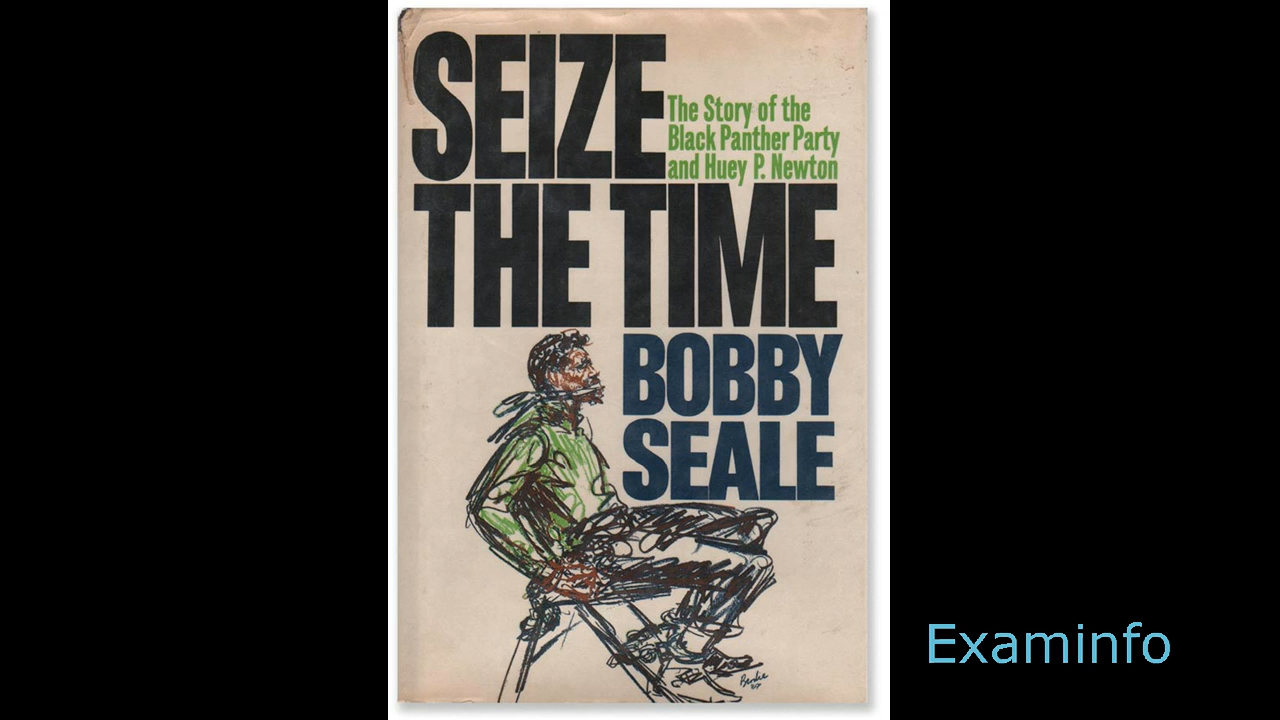 SEIZE
The Story of the
Black Panther Party
and Huey P. Newton
THE TIME
BOBBY
SEALE
Examinfo